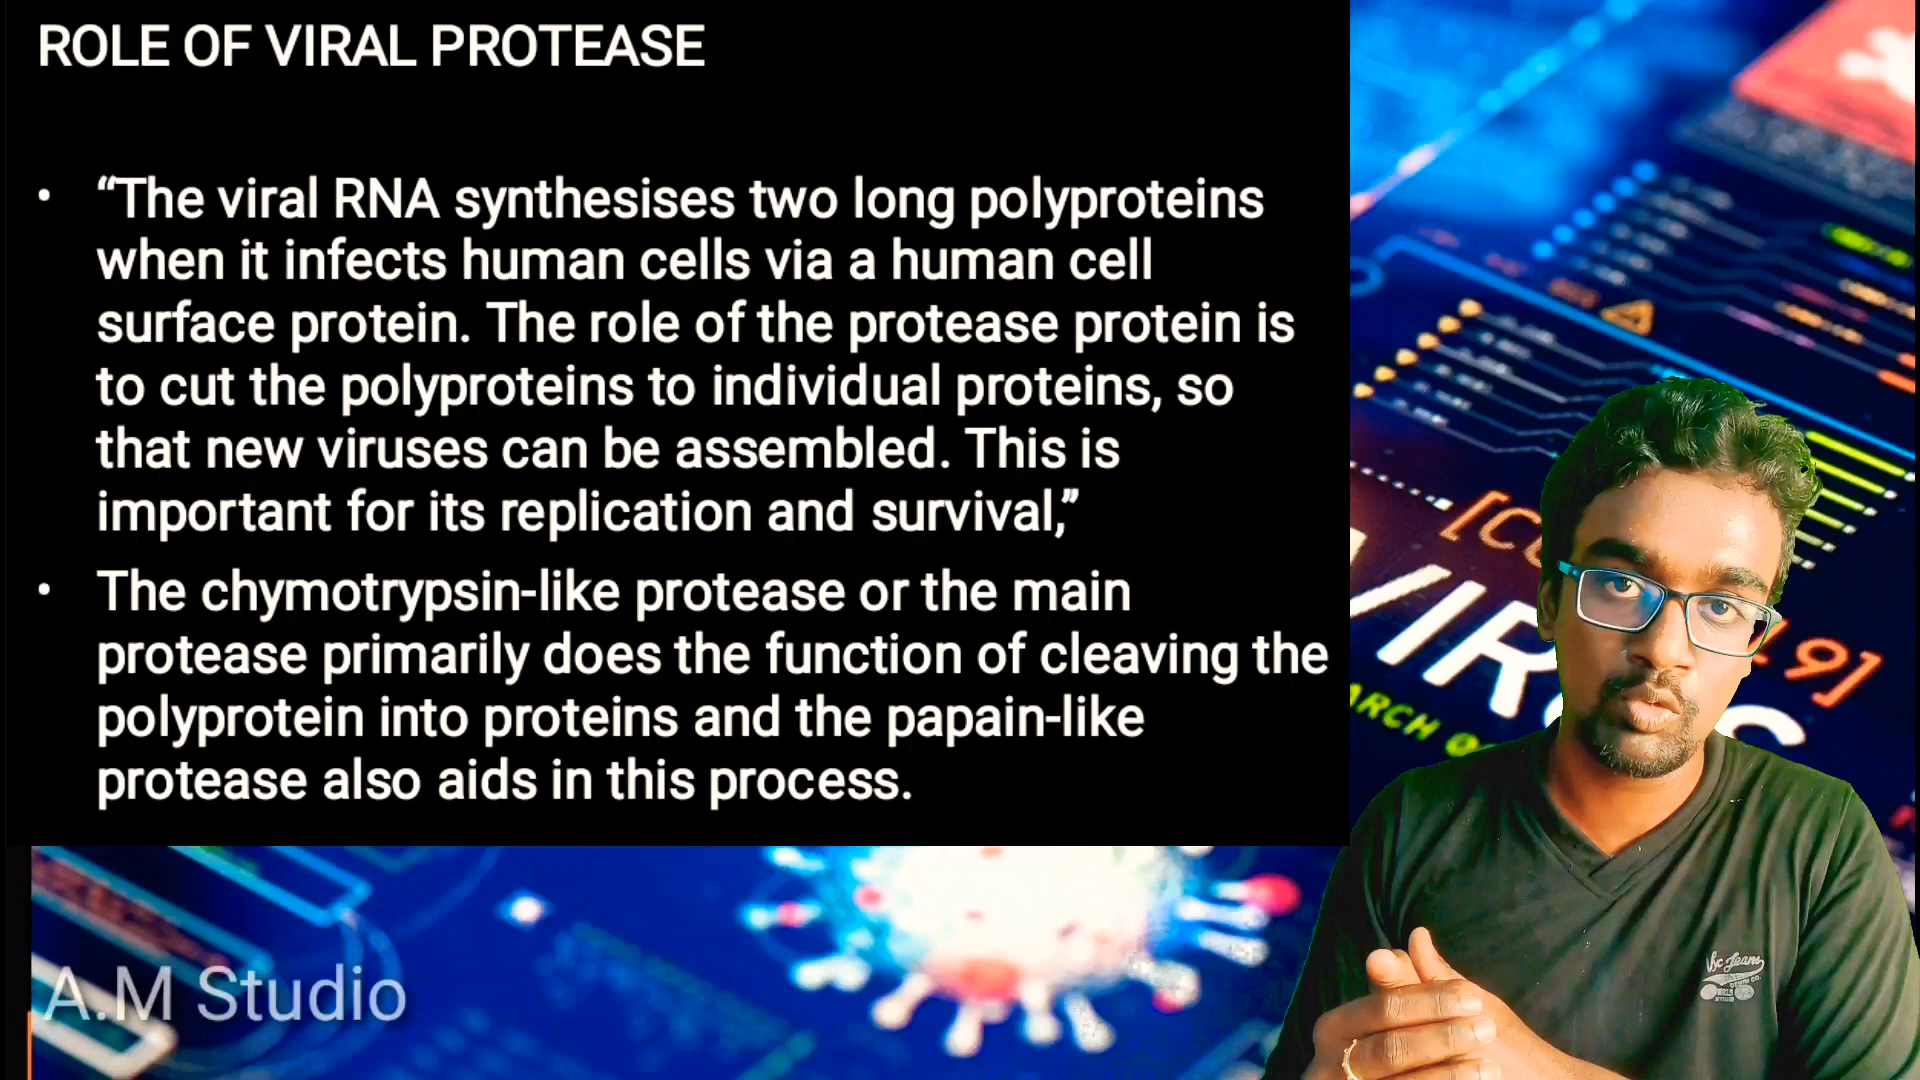 ROLE OF VIRAL PROTEASE
• “The viral RNA synthesises two long polyproteins
when it infects human cells via a human cell
surface protein. The role of the protease protein is
to cut the polyproteins to individual proteins, so
that new viruses can be assembled. This is
important for its replication and survival,”
• The chymotrypsin-like protease or the main
protease primarily does the function of cleaving the
polyprotein into proteins and the papain-like
protease also aids in this process.
A.M Studio